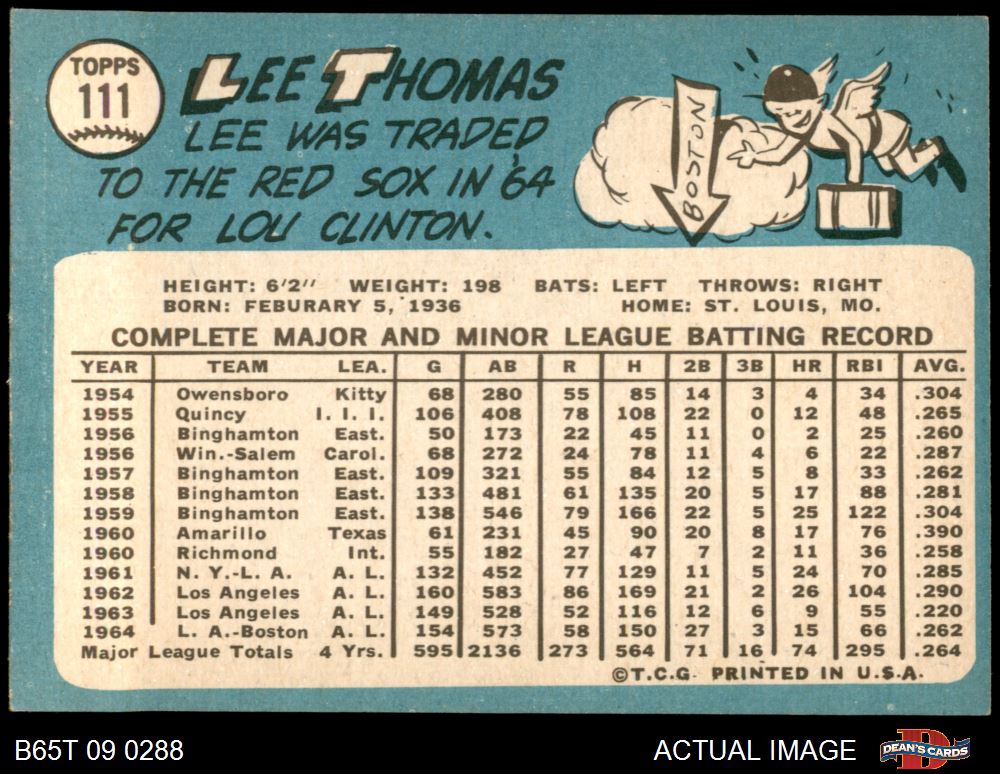 TOPPS
111
LEE THOMAS
LEE WAS TRADED
TO THE RED SOX IN '64
FOR LOU CLINTON.
BOSTON
HEIGHT: 6'2" WEIGHT: 198 BATS: LEFT THROWS: RIGHT
BORN: FEBURARY 5, 1936 HOME: ST. LOUIS, MO.
COMPLETE MAJOR AND MINOR LEAGUE BATTING RECORD
YEAR TEAM LEA. G AB R H 2B 3B HR RBI AVG.
1954 Owensboro Kitty 68 280 55 85 14 3 4 34 .304
1955 Quincy I. I. I. 106 408 78 108 22 0 12 48 .265
1956 Binghamton East. 50 173 22 45 11 0 2 25 .260
1956 Win.-Salem Carol. 68 272 24 78 11 4 6 22 .287
1957 Binghamton East. 109 321 55 84 12 5 8 33 .262
1958 Binghamton East. 133 481 61 135 20 5 17 88 .281
1959 Binghamton East. 138 546 79 166 22 5 25 122 .304
1960 Amarillo Texas 61 231 45 90 20 8 17 76 .390
1960 Richmond Int. 55 182 27 47 7 2 11 36 .258
1961 N. Y.-L. A. A. L. 132 452 77 129 11 5 24 70 .285
1962 Los Angeles A. L. 160 583 86 169 21 2 26 104 .290
1963 Los Angeles A. L. 149 528 52 116 12 6 9 55 .220
1964 L. A.-Boston A. L. 154 573 58 150 27 3 15 66 .262
Major League Totals 4 Yrs. 595 2136 273 564 71 16 74 295 .264
©T.C.G. PRINTED IN U.S.A.
B65T 09 0288 ACTUAL IMAGE DEAN'S CARDS